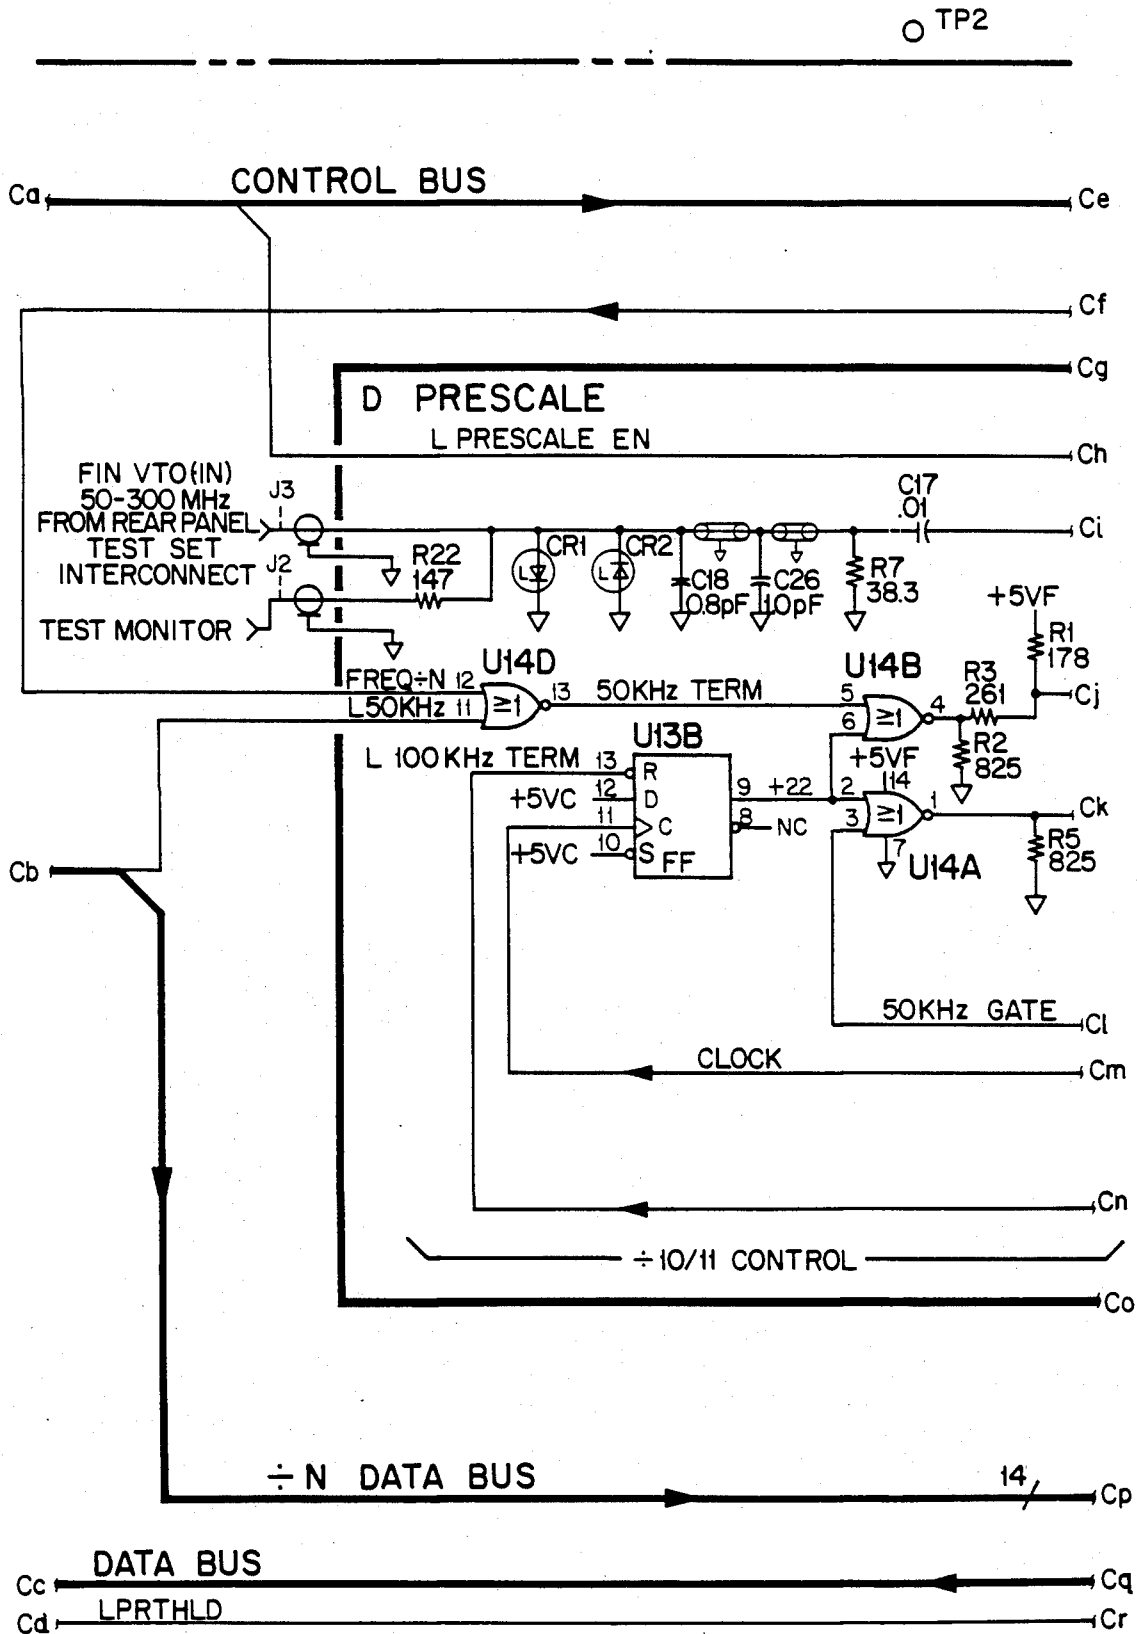 TP2
Ca
CONTROL BUS
Ce
Cf
Cg
D PRESCALE
L PRESCALE EN
Ch
FIN VTO(IN)
50-300 MHz
FROM REAR PANEL
TEST SET
INTERCONNECT
J3
J2
TEST MONITOR
R22
147
CR1
L
CR2
L
C18
0.8pF
C26
1.0pF
R7
38.3
C17
.01
Ci
+5VF
R1
178
Cj
U14D
FREQ÷N 12
L50KHz 11
≥1
13
50KHz TERM
U14B
5
6
≥1
4
R3
261
R2
825
U13B
L 100KHz TERM
13
R
+5VC
12
D
11
C
+5VC
10
S
FF
9
+22
8
NC
+5VF
14
2
3
≥1
1
7
U14A
Ck
R5
825
Cb
50KHz GATE
Cl
CLOCK
Cm
Cn
÷10/11 CONTROL
Co
÷N DATA BUS
14
Cp
DATA BUS
Cc
Cq
LPRTHLD
Cd
Cr